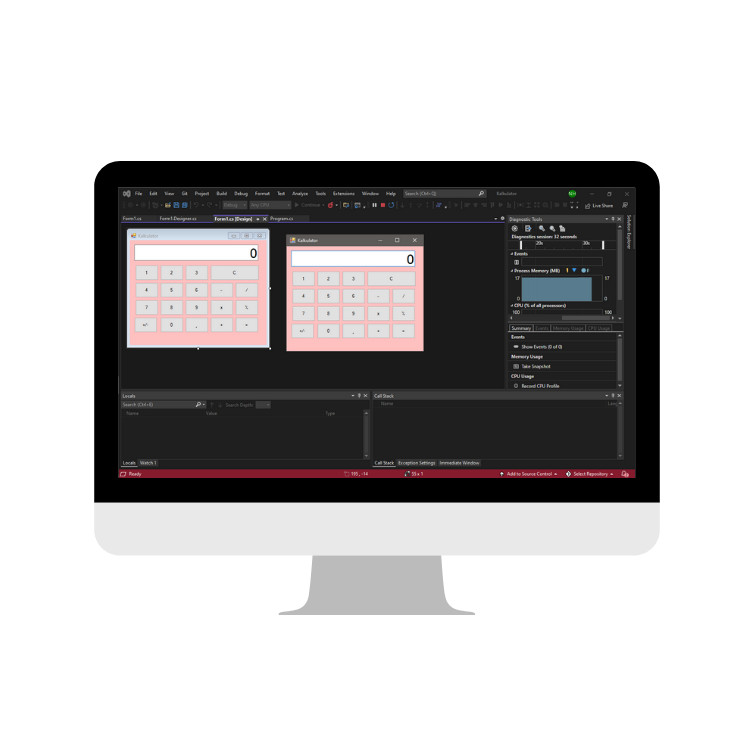 File Edit View Git Project Build Debug Format Test Analyze Tools Extensions Window Help Search (Ctrl+Q) Kalkulator
Debug Any CPU Continue Live Share
Form1.cs Form1.Designer.cs Form1.cs [Design] Program.cs
Kalkulator
0
1 2 3 C
4 5 6 - /
7 8 9 x %
+/- 0 , + =
Kalkulator
0
1 2 3 C
4 5 6 - /
7 8 9 x %
+/- 0 , + =
Diagnostic Tools
Diagnostics session: 32 seconds
20s 30s
Events
Process Memory (MB)
17 17
0 0
CPU (% of all processors)
100 100
Summary Events Memory Usage CPU Usage
Events
Show Events (0 of 0)
Memory Usage
Take Snapshot
CPU Usage
Record CPU Profile
Solution Explorer
Locals
Search (Ctrl+E) Search Depth:
Name Value Type
Locals Watch 1
Call Stack
Name Lang
Call Stack Exception Settings Immediate Window
Ready 193 , -14 Add to Source Control Select Repository